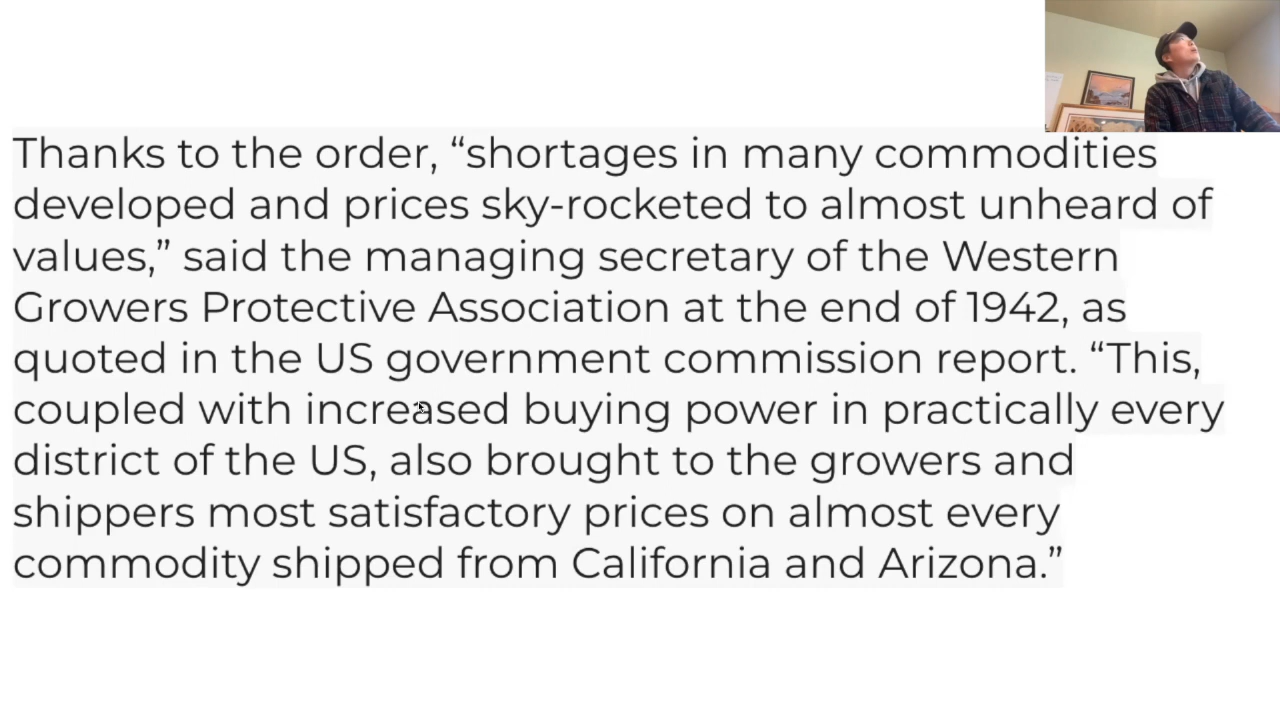 Thanks to the order, “shortages in many commodities
developed and prices sky-rocketed to almost unheard of
values,” said the managing secretary of the Western
Growers Protective Association at the end of 1942, as
quoted in the US government commission report. “This,
coupled with increased buying power in practically every
district of the US, also brought to the growers and
shippers most satisfactory prices on almost every
commodity shipped from California and Arizona.”